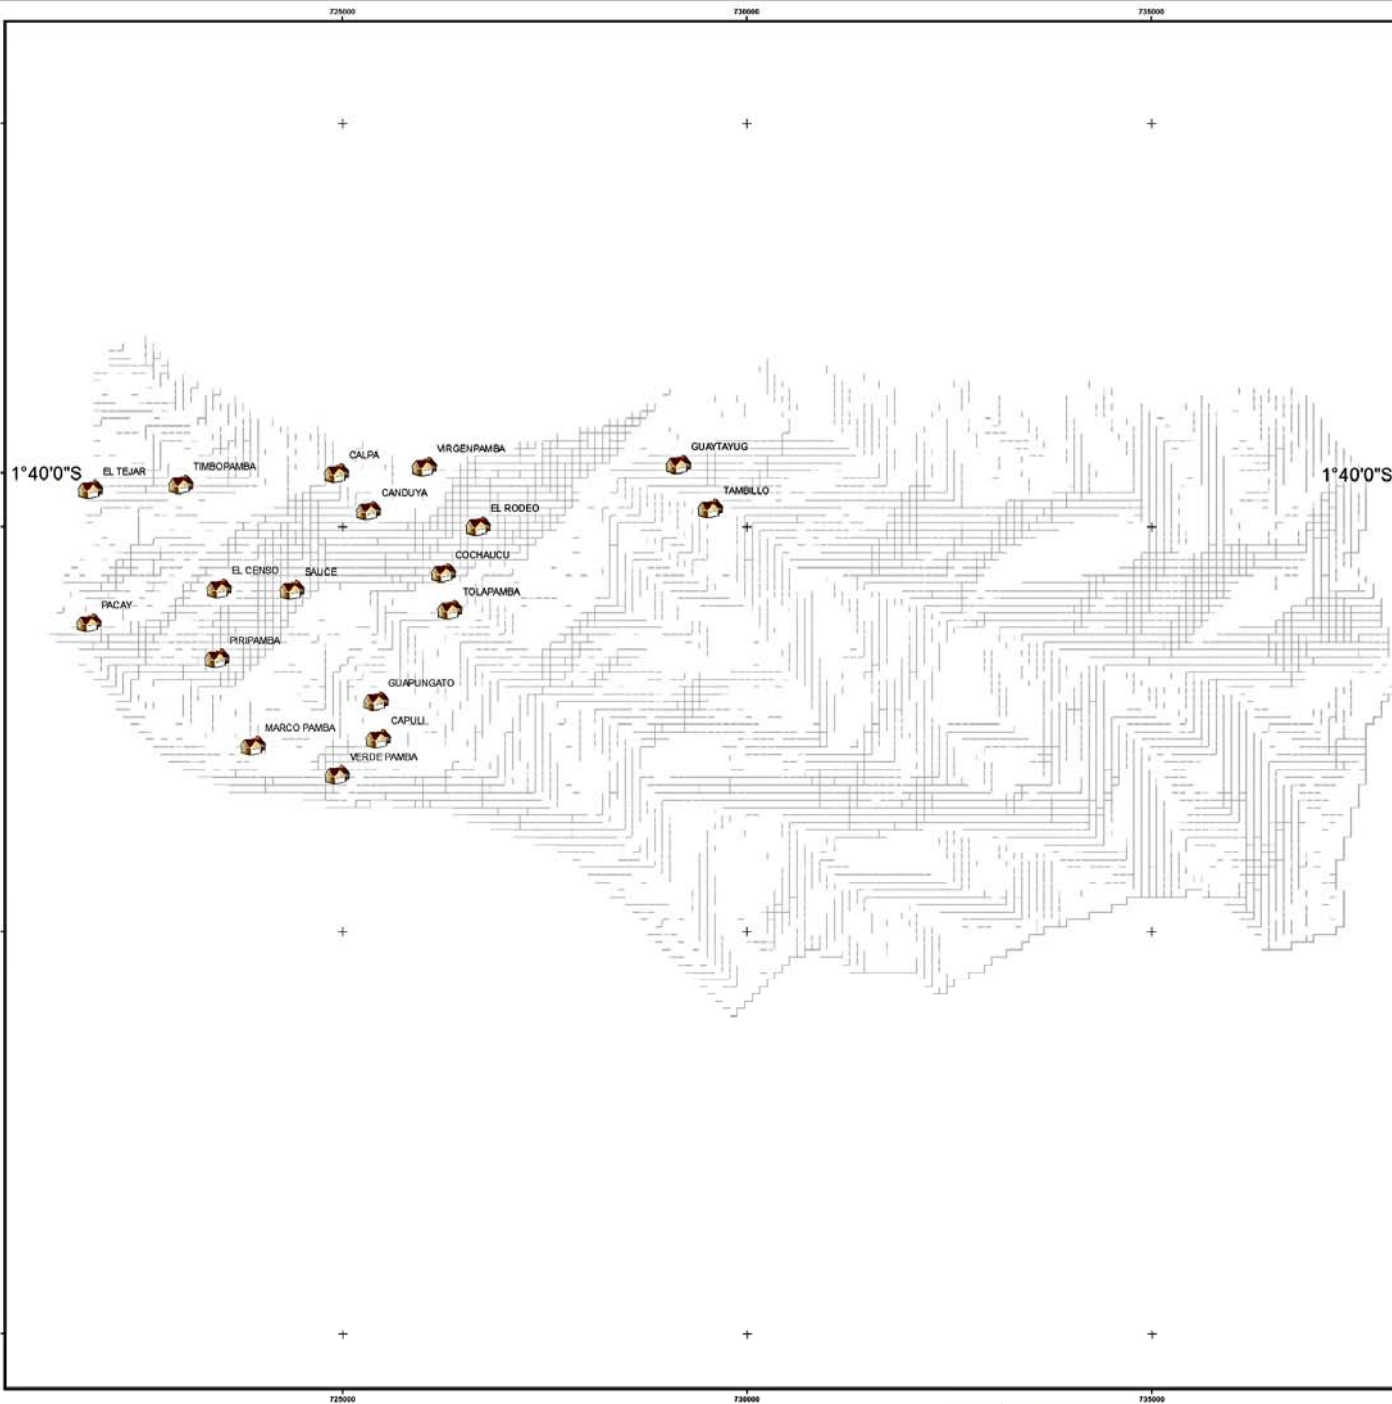 725000 730000 735000
VIRGENPAMBA
GUAYTAYUG
CALPA
TIMBOPAMBA
EL TEJAR
1°40'0"S 1°40'0"S
CANDUYA
TAMBILLO
EL RODEO
COCHAUCU
EL CENSO
SAUCE
TOLAPAMBA
PACAY
PIRIPAMBA
GUAPUNGATO
CAPULI
MARCO PAMBA
VERDE PAMBA
725000 730000 735000